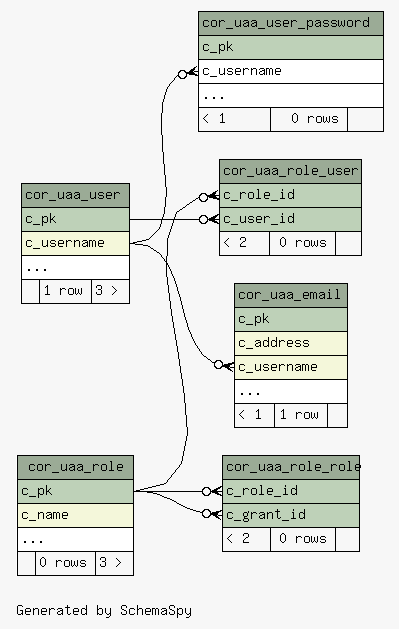 cor_uaa_user_password
c_pk
c_username
...
< 1 0 rows
cor_uaa_role_user
c_role_id
c_user_id
< 2 0 rows
cor_uaa_user
c_pk
c_username
...
1 row 3 >
cor_uaa_email
c_pk
c_address
c_username
...
< 1 1 row
cor_uaa_role
c_pk
c_name
...
0 rows 3 >
cor_uaa_role_role
c_role_id
c_grant_id
< 2 0 rows
Generated by SchemaSpy